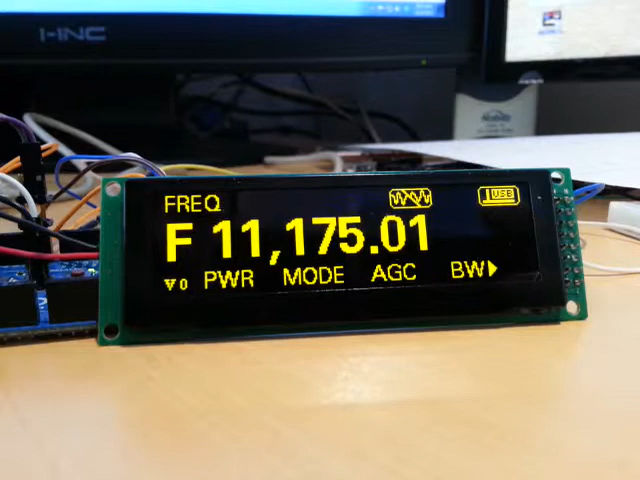 I-INC
FREQ USB
F 11,175.01
0 PWR MODE AGC BW